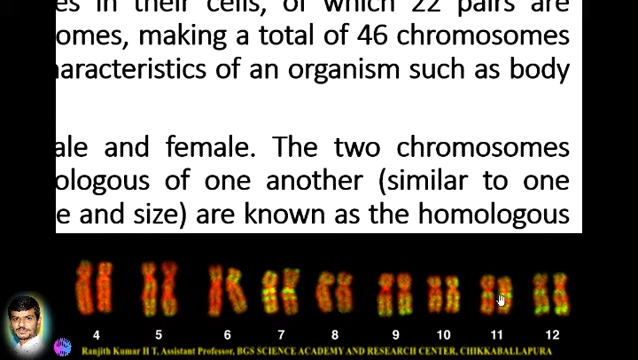 es in their cells, of which 22 pairs are
omes, making a total of 46 chromosomes
haracteristics of an organism such as body
ale and female. The two chromosomes
ologous of one another (similar to one
e and size) are known as the homologous
4 5 6 7 8 9 10 11 12
Ranjith Kumar H T, Assistant Professor, BGS SCIENCE ACADEMY AND RESEARCH CENTER, CHIKKABALLAPURA